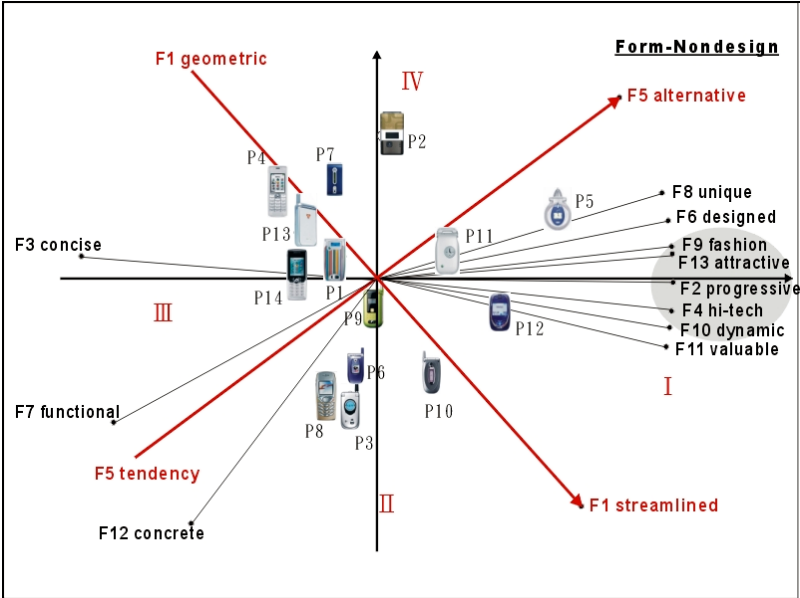 Form-Nondesign
F1 geometric
IV
F5 alternative
P2
P4
P7
F8 unique
P5
F6 designed
P13
P11
F3 concise
F9 fashion
F13 attractive
P14
P1
F2 progressive
III
P9
F4 hi-tech
P12
F10 dynamic
F11 valuable
P6
I
F7 functional
P8
P10
P3
F5 tendency
II
F1 streamlined
F12 concrete